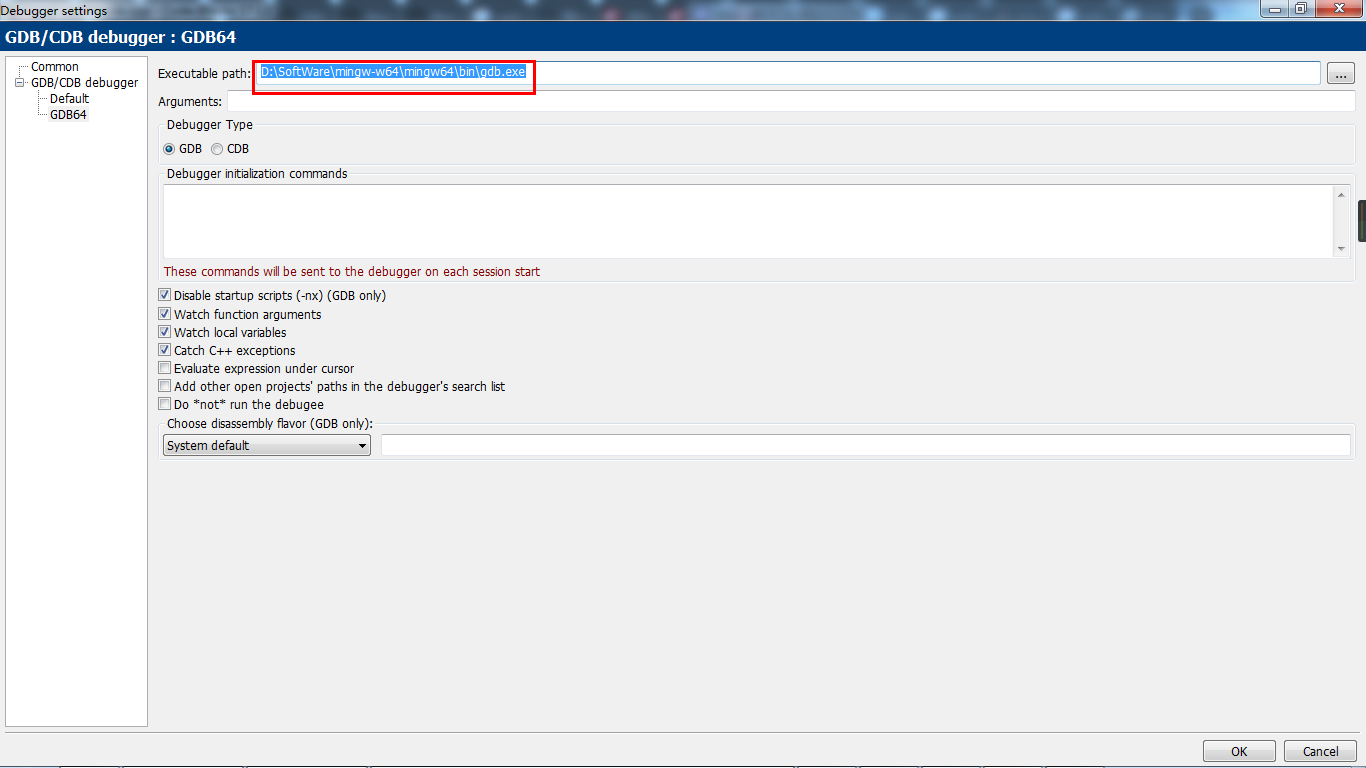 Debugger settings
GDB/CDB debugger : GDB64
Common
GDB/CDB debugger
Default
GDB64
Executable path: D:\SoftWare\mingw-w64\mingw64\bin\gdb.exe ...
Arguments:
Debugger Type
GDB CDB
Debugger initialization commands
These commands will be sent to the debugger on each session start
Disable startup scripts (-nx) (GDB only)
Watch function arguments
Watch local variables
Catch C++ exceptions
Evaluate expression under cursor
Add other open projects' paths in the debugger's search list
Do *not* run the debugee
Choose disassembly flavor (GDB only):
System default
OK Cancel